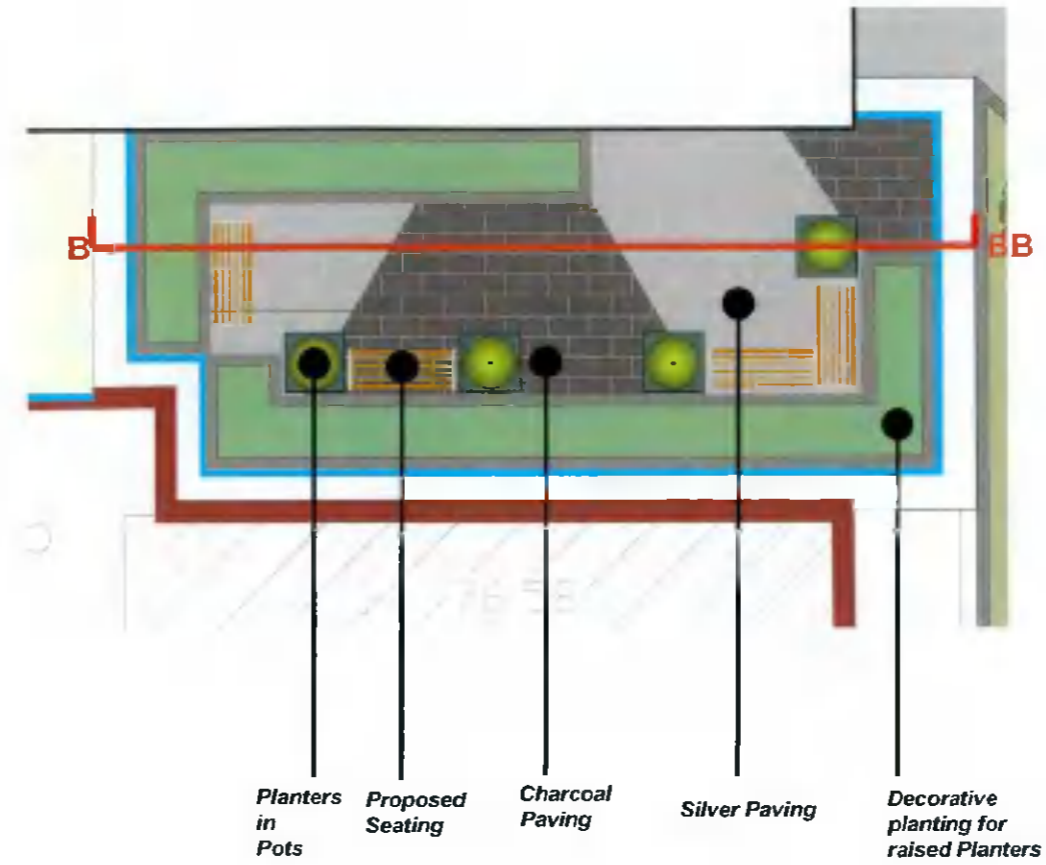 B
BB
Planters
in
Pots
Proposed
Seating
Charcoal
Paving
Silver Paving
Decorative
planting for
raised Planters